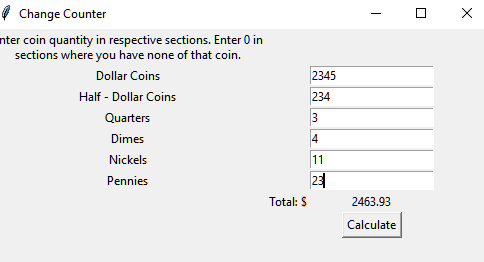 Change Counter
nter coin quantity in respective sections. Enter 0 in
sections where you have none of that coin.
Dollar Coins 2345
Half - Dollar Coins 234
Quarters 3
Dimes 4
Nickels 11
Pennies 23
Total: $ 2463.93
Calculate